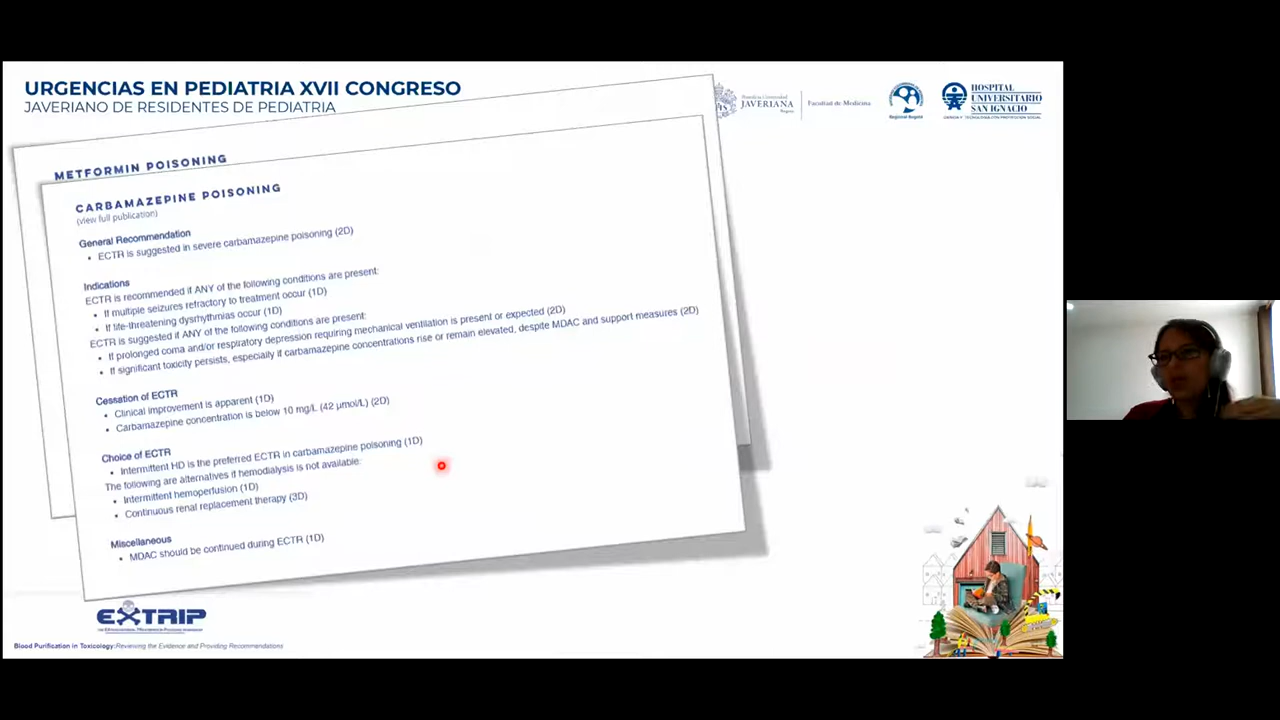 URGENCIAS EN PEDIATRIA XVII CONGRESO
JAVERIANO DE RESIDENTES DE PEDIATRIA
Pontificia Universidad
JAVERIANA
Bogotá
Facultad de Medicina
Regional Bogotá
HOSPITAL
UNIVERSITARIO
SAN IGNACIO
METFORMIN POISONING
CARBAMAZEPINE POISONING
(view full publication)
General Recommendation
• ECTR is suggested in severe carbamazepine poisoning (2D)
Indications
ECTR is recommended if ANY of the following conditions are present:
• If multiple seizures refractory to treatment occur (1D)
• If life-threatening dysrhythmias occur (1D)
ECTR is suggested if ANY of the following conditions are present:
• If prolonged coma and/or respiratory depression requiring mechanical ventilation is present or expected (2D)
• If significant toxicity persists, especially if carbamazepine concentrations rise or remain elevated, despite MDAC and support measures (2D)
Cessation of ECTR
• Clinical improvement is apparent (1D)
• Carbamazepine concentration is below 10 mg/L (42 µmol/L) (2D)
Choice of ECTR
• Intermittent HD is the preferred ECTR in carbamazepine poisoning (1D)
The following are alternatives if hemodialysis is not available:
• Intermittent hemoperfusion (1D)
• Continuous renal replacement therapy (3D)
Miscellaneous
• MDAC should be continued during ECTR (1D)
EXTRIP
Blood Purification in Toxicology: Reviewing the Evidence and Providing Recommendations